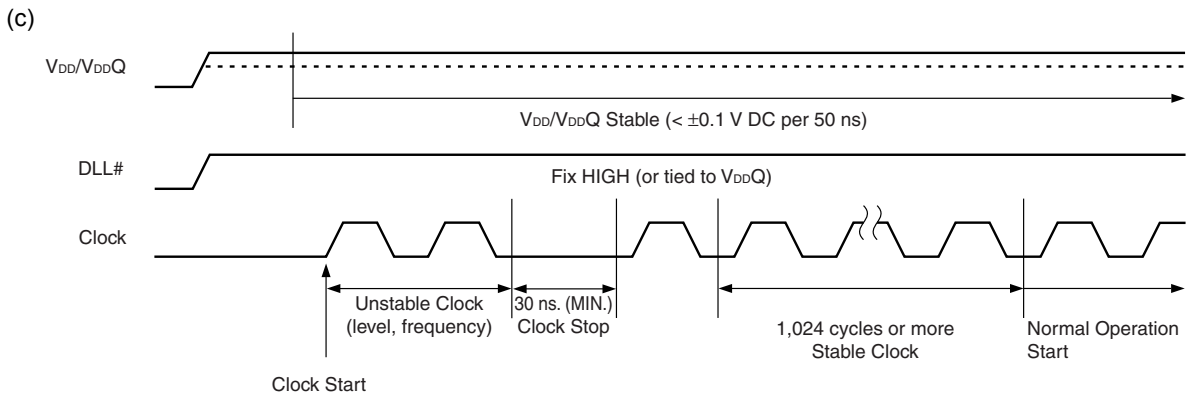 (c)
VDD/VDDQ
VDD/VDDQ Stable (< ±0.1 V DC per 50 ns)
DLL#
Fix HIGH (or tied to VDDQ)
Clock
Unstable Clock
(level, frequency)
30 ns. (MIN.)
Clock Stop
1,024 cycles or more
Stable Clock
Normal Operation
Start
Clock Start